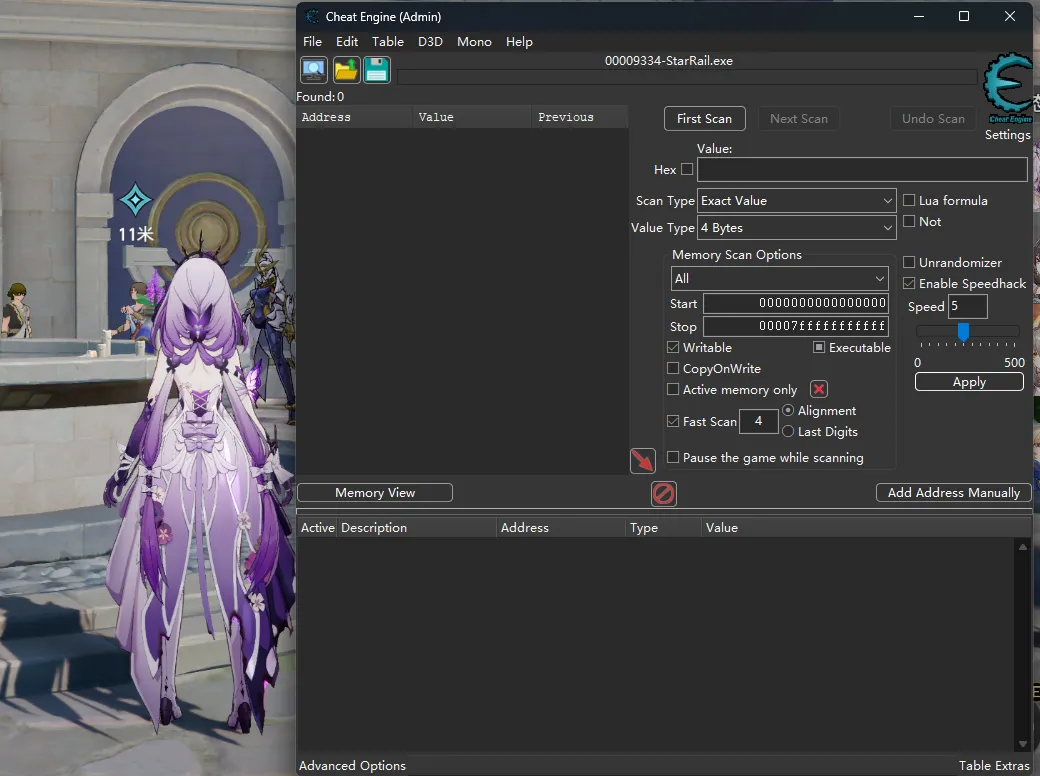 Cheat Engine (Admin)
File Edit Table D3D Mono Help
00009334-StarRail.exe
Found:0
Address Value Previous
First Scan Next Scan Undo Scan
Cheat Engine
Settings
Value:
Hex
Scan Type Exact Value Lua formula
Value Type 4 Bytes Not
Memory Scan Options
All
Unrandomizer
Enable Speedhack
Start 0000000000000000
Speed 5
Stop 00007fffffffffff
Writable Executable
0 500
CopyOnWrite
Apply
Active memory only
Fast Scan 4 Alignment
Last Digits
Pause the game while scanning
Memory View Add Address Manually
Active Description Address Type Value
Advanced Options Table Extras
11米